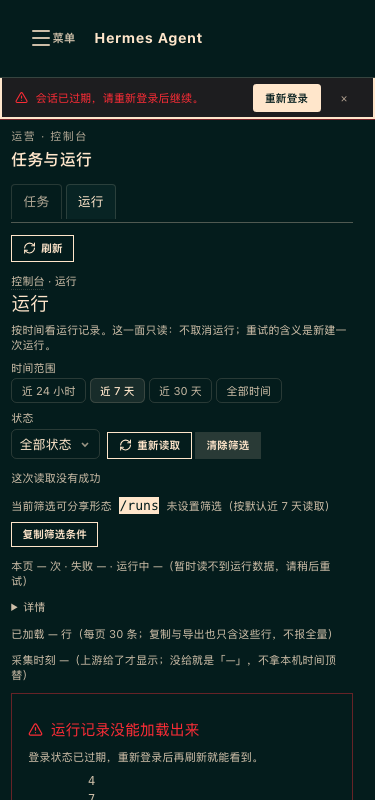 菜单 Hermes Agent
会话已过期，请重新登录后继续。 重新登录 ×
运营 · 控制台
任务与运行
任务 运行
刷新
控制台 · 运行
运行
按时间看运行记录。这一面只读：不取消运行；重试的含义是新建一
次运行。
时间范围
近 24 小时 近 7 天 近 30 天 全部时间
状态
全部状态 重新读取 清除筛选
这次读取没有成功
当前筛选可分享形态 /runs 未设置筛选（按默认近 7 天读取）
复制筛选条件
本页 — 次 · 失败 — · 运行中 —（暂时读不到运行数据，请稍后重
试）
▶ 详情
已加载 — 行（每页 30 条；复制与导出也只含这些行，不报全量）
采集时刻 —（上游给了才显示；没给就是「—」，不拿本机时间顶
替）
运行记录没能加载出来
登录状态已过期，重新登录后再刷新就能看到。
4
7